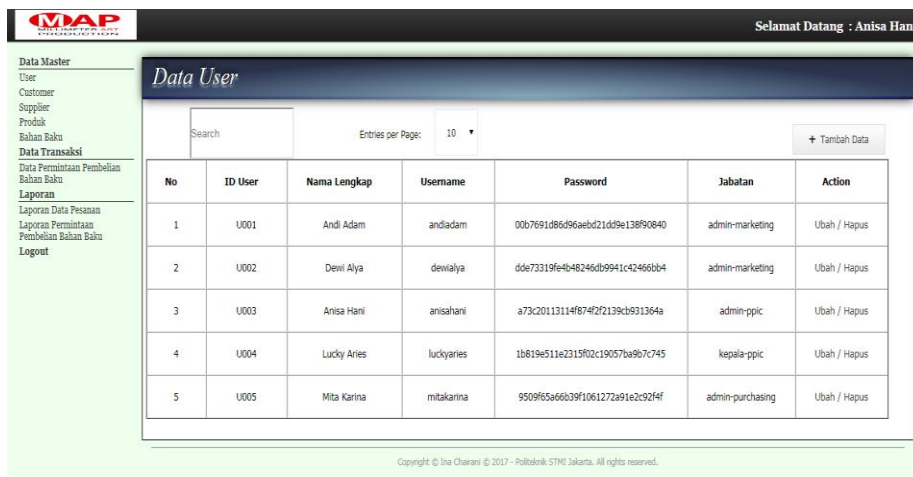 MAP
MILLIMETER ART
PRODUCTION
Selamat Datang : Anisa Han
Data Master
User
Customer
Supplier
Produk
Bahan Baku
Data Transaksi
Data Permintaan Pembelian
Bahan Baku
Laporan
Laporan Data Pesanan
Laporan Permintaan
Pembelian Bahan Baku
Logout
Data User
Search Entries per Page: 10 + Tambah Data
No ID User Nama Lengkap Username Password Jabatan Action
1 U001 Andi Adam andiadam 00b7691d86d96aebd21dd9e138f90840 admin-marketing Ubah / Hapus
2 U002 Dewi Alya dewialya dde73319fe4b48246db9941c42466bb4 admin-marketing Ubah / Hapus
3 U003 Anisa Hani anisahani a73c20113114f874f2f2139cb931364a admin-ppic Ubah / Hapus
4 U004 Lucky Aries luckyaries 1b819e511e2315f02c19057ba9b7c745 kepala-ppic Ubah / Hapus
5 U005 Mita Karina mitakarina 9509f65a66b39f1061272a91e2c92f4f admin-purchasing Ubah / Hapus
Copyright © Ina Chairani © 2017 - Politeknik STMI Jakarta. All rights reserved.